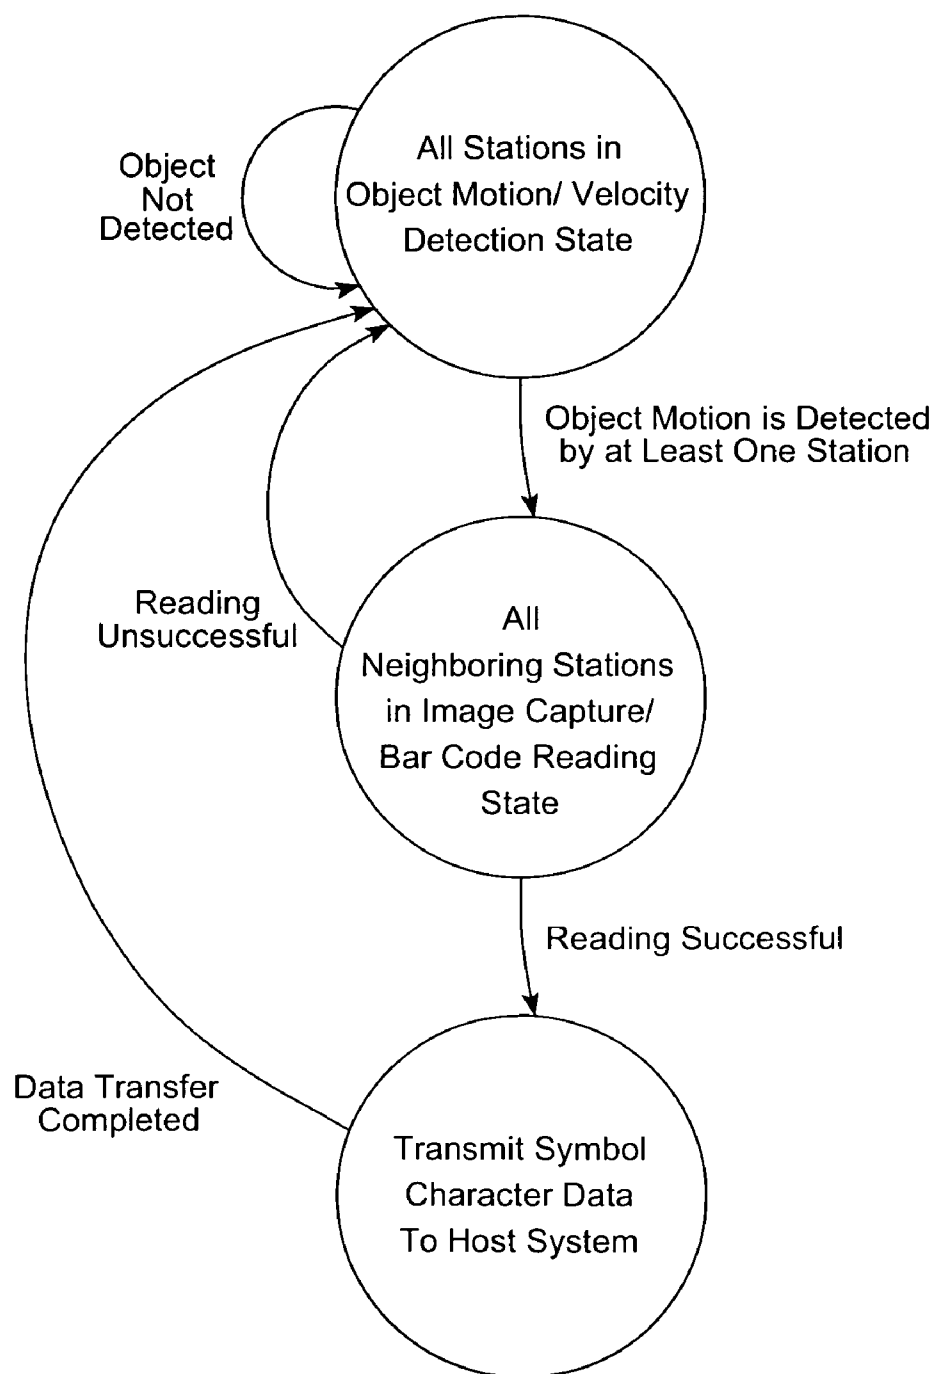 All Stations in
Object Motion/ Velocity
Detection State
Object
Not
Detected
Object Motion is Detected
by at Least One Station
All
Neighboring Stations
in Image Capture/
Bar Code Reading
State
Reading
Unsuccessful
Reading Successful
Data Transfer
Completed
Transmit Symbol
Character Data
To Host System